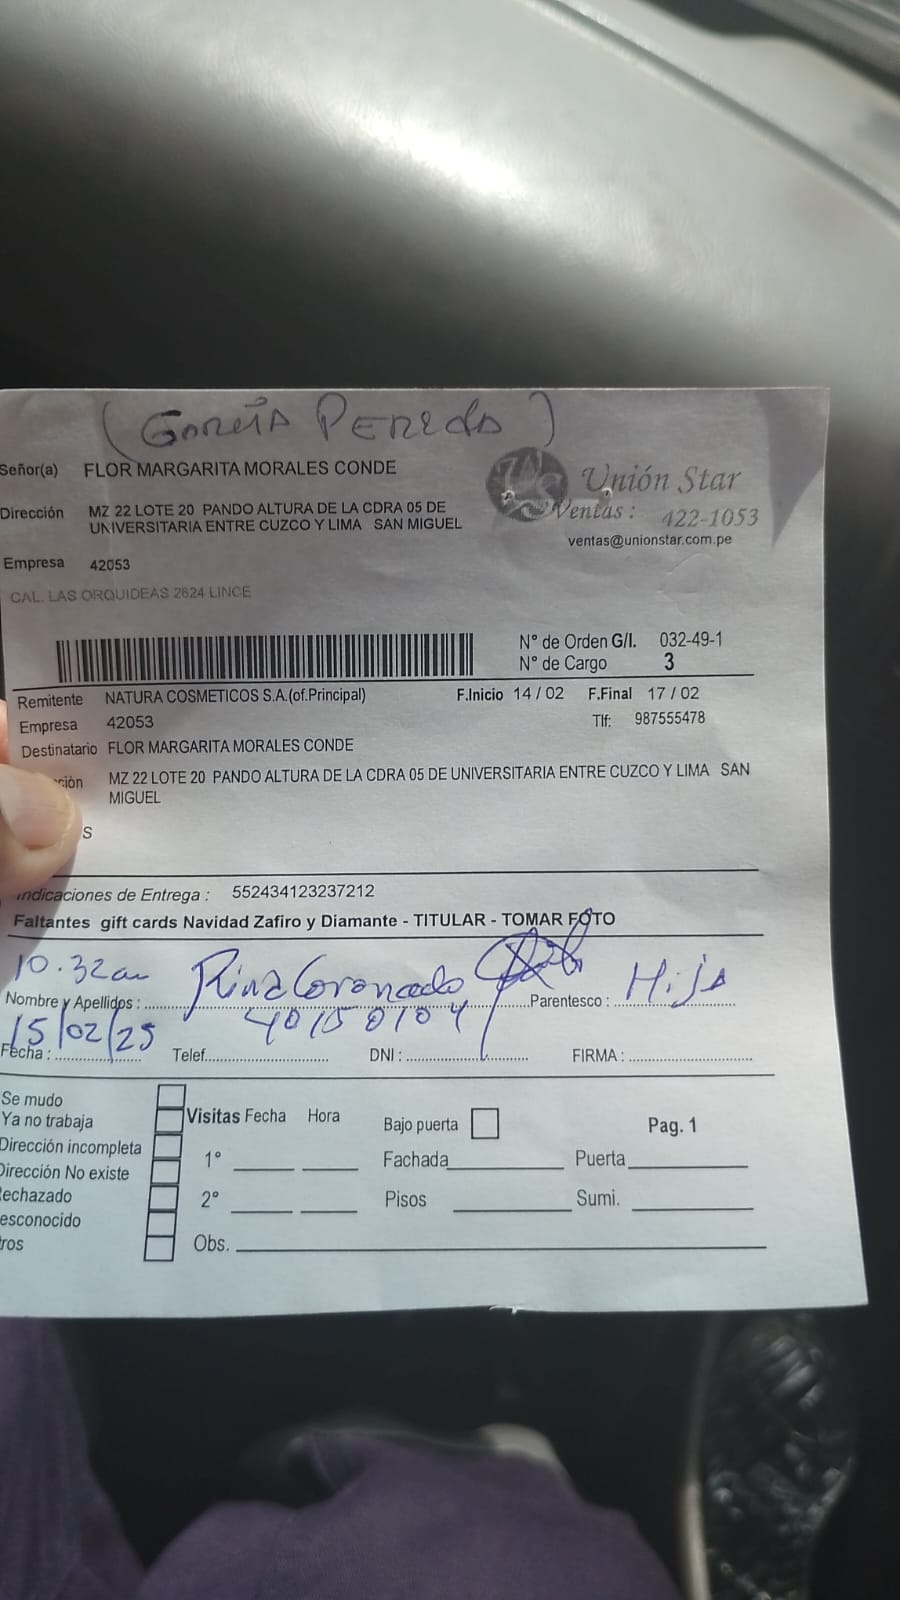 (GARCÍA PEREDA)
Señor(a) FLOR MARGARITA MORALES CONDE
Unión Star
Dirección MZ 22 LOTE 20 PANDO ALTURA DE LA CDRA 05 DE
UNIVERSITARIA ENTRE CUZCO Y LIMA SAN MIGUEL
Ventas: 422-1053
ventas@unionstar.com.pe
Empresa 42053
CAL. LAS ORQUIDEAS 2624 LINCE
N° de Orden G/I. 032-49-1
N° de Cargo 3
Remitente NATURA COSMETICOS S.A.(of.Principal) F.Inicio 14 / 02 F.Final 17 / 02
Empresa 42053 Tlf: 987555478
Destinatario FLOR MARGARITA MORALES CONDE
ción MZ 22 LOTE 20 PANDO ALTURA DE LA CDRA 05 DE UNIVERSITARIA ENTRE CUZCO Y LIMA SAN
MIGUEL
S
Indicaciones de Entrega : 552434123237212
Faltantes gift cards Navidad Zafiro y Diamante - TITULAR - TOMAR FOTO
10.32am Rina Coronado Hija
Nombre y Apellidos : Parentesco :
15/02/25 40150104
Fecha : Telef. DNI : FIRMA :
Se mudo
Ya no trabaja
Dirección incompleta
Dirección No existe
Rechazado
esconocido
tros
Visitas Fecha Hora
1°
2°
Obs.
Bajo puerta
Fachada
Pisos
Pag. 1
Puerta
Sumi.